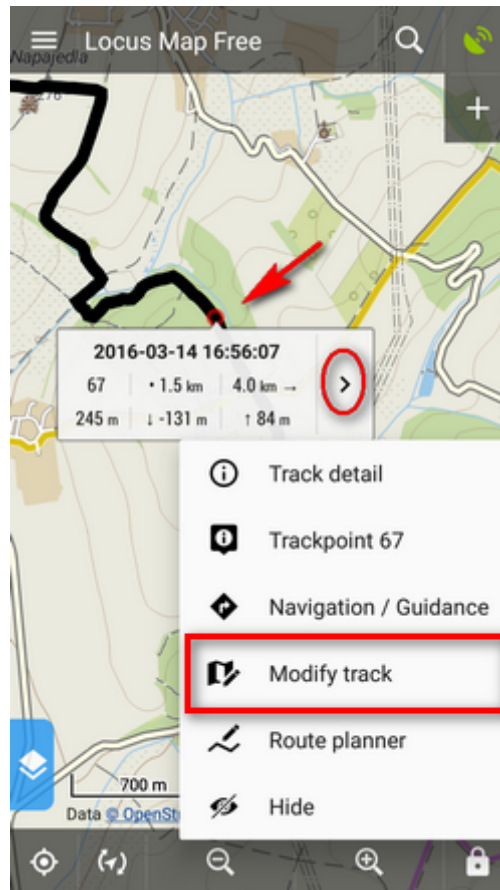 Locus Map Free
Napajedla
276
2016-03-14 16:56:07
67 • 1.5 km 4.0 km →
245 m ↓ -131 m ↑ 84 m
Track detail
Trackpoint 67
Navigation / Guidance
Modify track
Route planner
700 m
Data © OpenSt
Hide